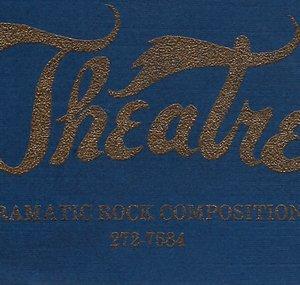 Theatre
RAMATIC ROCK COMPOSITION
272-7584